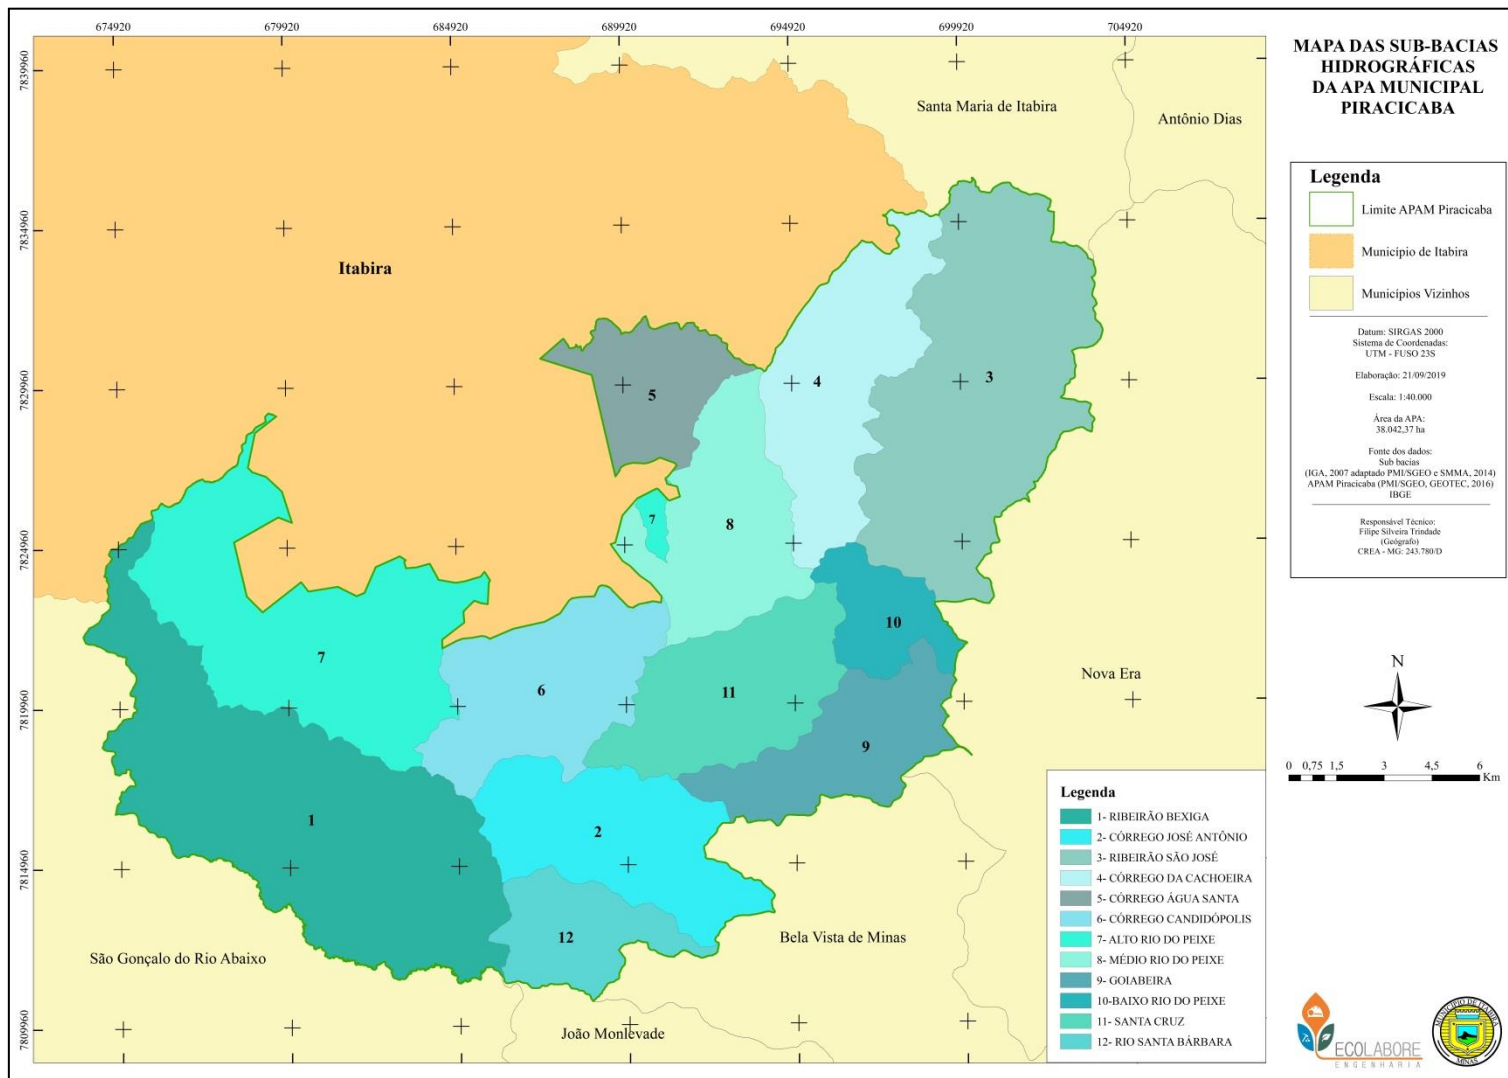 674920
679920
684920
689920
694920
699920
704920
7839960
7834960
7829960
7824960
7819960
7814960
7809960
Santa Maria de Itabira
Antônio Dias
Itabira
5
4
3
7
8
10
7
6
11
9
Nova Era
1
2
12
Bela Vista de Minas
São Gonçalo do Rio Abaixo
João Monlevade
MAPA DAS SUB-BACIAS
HIDROGRÁFICAS
DA APA MUNICIPAL
PIRACICABA
Legenda
Limite APAM Piracicaba
Município de Itabira
Municípios Vizinhos
Datum: SIRGAS 2000
Sistema de Coordenadas:
UTM - FUSO 23S
Elaboração: 21/09/2019
Escala: 1:40.000
Área da APA:
38.042,37 ha
Fonte dos dados:
Sub bacias
(IGA, 2007 adaptado PMI/SGEO e SMMA, 2014)
APAM Piracicaba (PMI/SGEO, GEOTEC, 2016)
IBGE
Responsável Técnico:
Filipe Silveira Trindade
(Geógrafo)
CREA - MG: 243.780/D
N
0 0,75 1,5 3 4,5 6
Km
Legenda
1- RIBEIRÃO BEXIGA
2- CÓRREGO JOSÉ ANTÔNIO
3- RIBEIRÃO SÃO JOSÉ
4- CÓRREGO DA CACHOEIRA
5- CÓRREGO ÁGUA SANTA
6- CÓRREGO CANDIDÓPOLIS
7- ALTO RIO DO PEIXE
8- MÉDIO RIO DO PEIXE
9- GOIABEIRA
10-BAIXO RIO DO PEIXE
11- SANTA CRUZ
12- RIO SANTA BÁRBARA
ECOLABORE
ENGENHARIA
MUNICÍPIO DE ITABIRA
MINAS